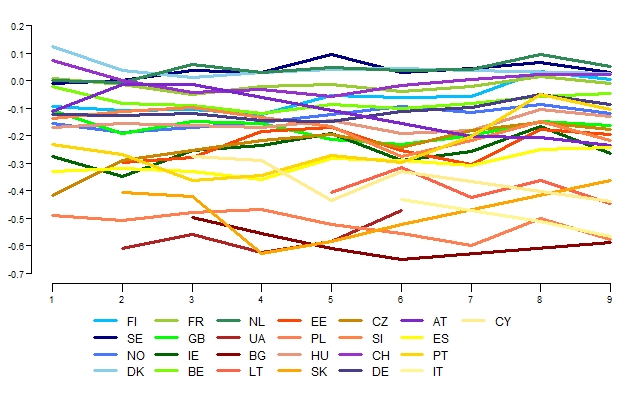 0.2
0.1
0.0
-0.1
-0.2
-0.3
-0.4
-0.5
-0.6
-0.7
1 2 3 4 5 6 7 8 9
FI FR NL EE CZ AT CY
SE GB UA PL SI ES
NO IE BG HU CH PT
DK BE LT SK DE IT